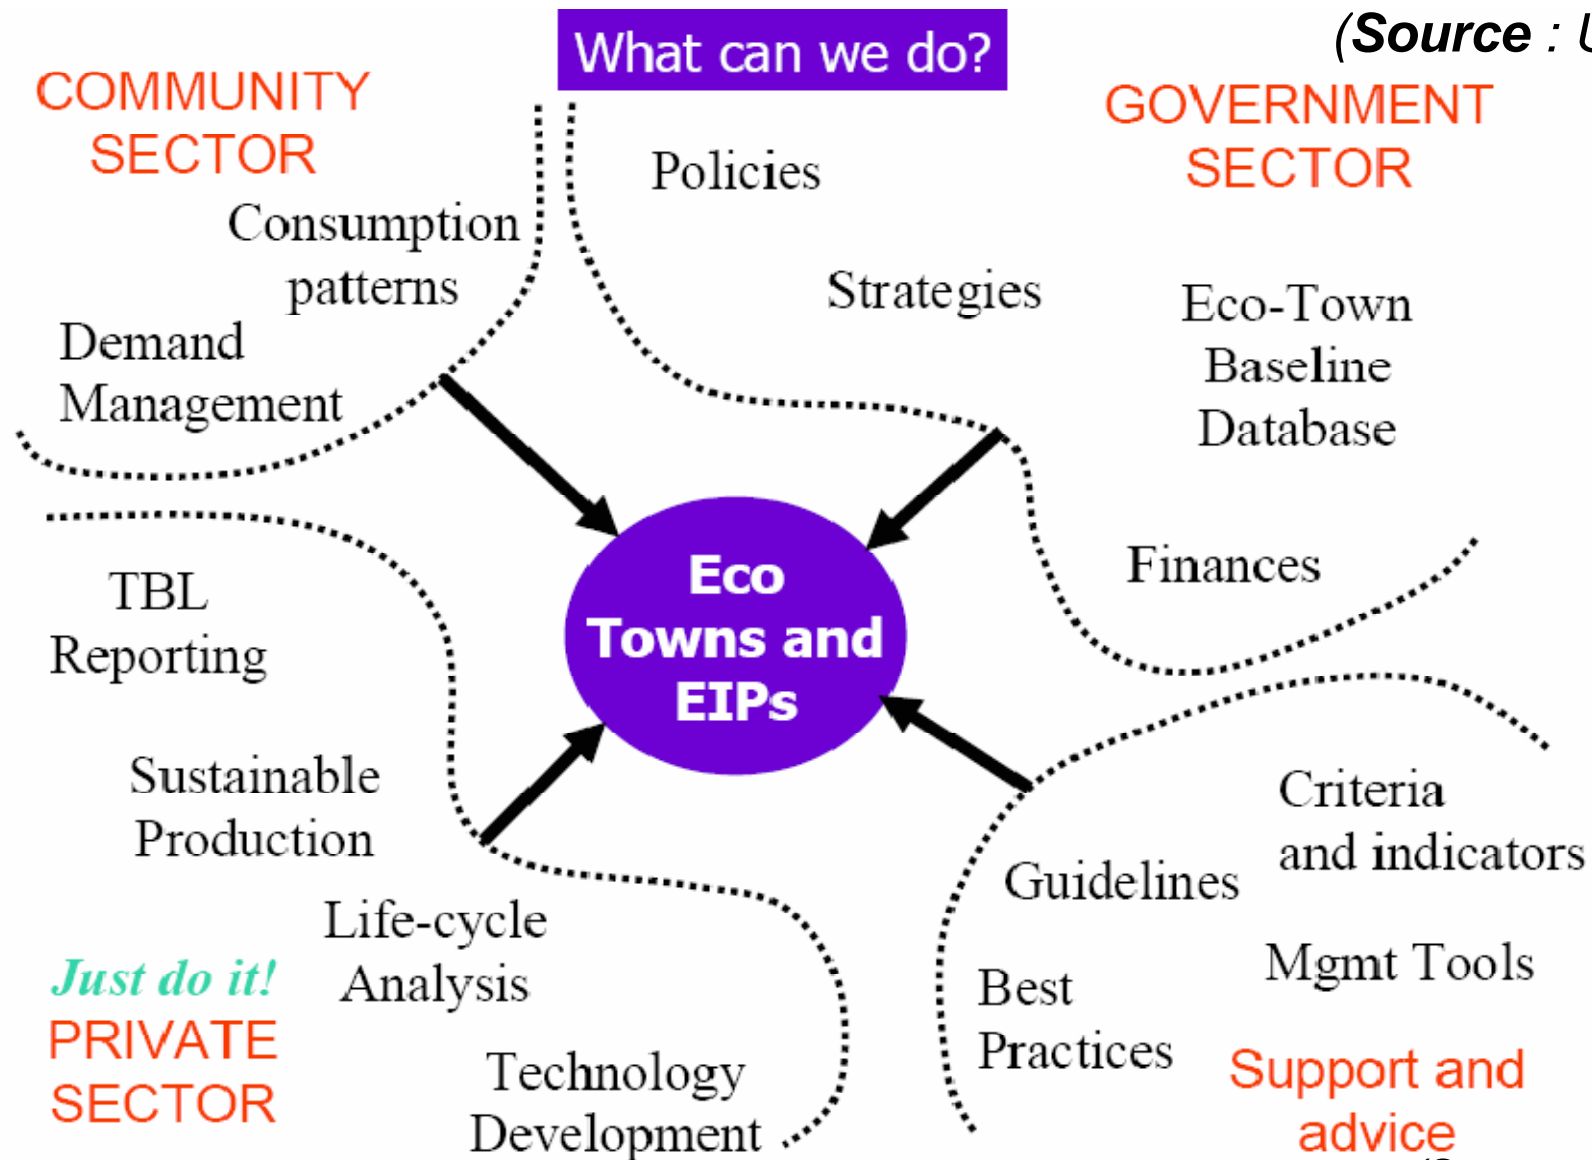 What can we do?
(Source : U
COMMUNITY
SECTOR
Consumption
patterns
Demand
Management
Policies
GOVERNMENT
SECTOR
Strategies
Eco-Town
Baseline
Database
Finances
Eco
Towns and
EIPs
TBL
Reporting
Sustainable
Production
Life-cycle
Analysis
Just do it!
PRIVATE
SECTOR
Technology
Development
Criteria
and indicators
Guidelines
Mgmt Tools
Best
Practices
Support and
advice